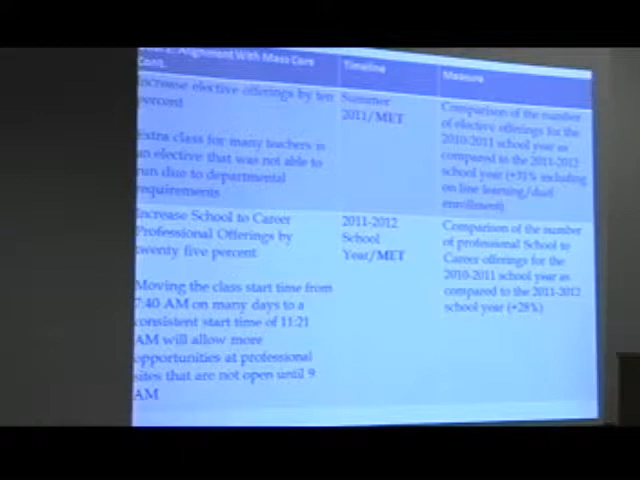 Alignment With Mass Core
Cont.
Timeline
Measure
Increase elective offerings by ten
percent
Extra class for many teachers is
an elective that was not able to
run due to departmental
requirements
Summer
2011/MET
Comparison of the number
of elective offerings for the
2010-2011 school year as
compared to the 2011-2012
school year (+31% including
on line learning/duel
enrollment)
Increase School to Career
Professional Offerings by
twenty five percent
Moving the class start time from
7:40 AM on many days to a
consistent start time of 11:21
AM will allow more
opportunities at professional
sites that are not open until 9
AM
2011-2012
School
Year/MET
Comparison of the number
of professional School to
Career offerings for the
2010-2011 school year as
compared to the 2011-2012
school year (+28%)